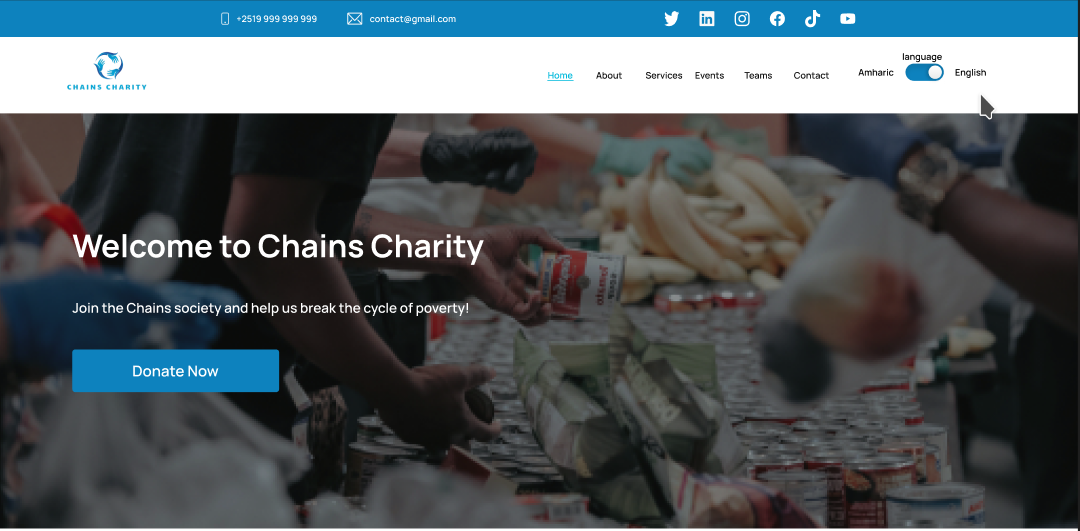 +2519 999 999 999 contact@gmail.com
CHAINS CHARITY
Home About Services Events Teams Contact
language
Amharic English
Welcome to Chains Charity
Join the Chains society and help us break the cycle of poverty!
Donate Now